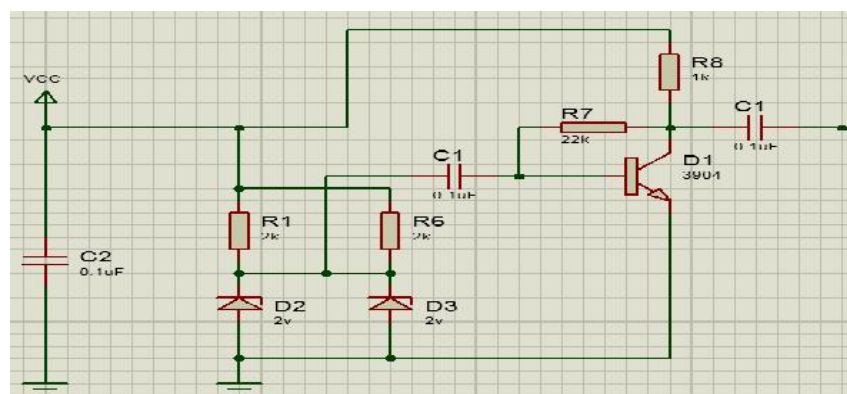 VCC
R8
1k
R7
22k
C1
0.1uF
C1
0.1uF
D1
3904
R1
2k
R6
2k
C2
0.1uF
D2
2v
D3
2v